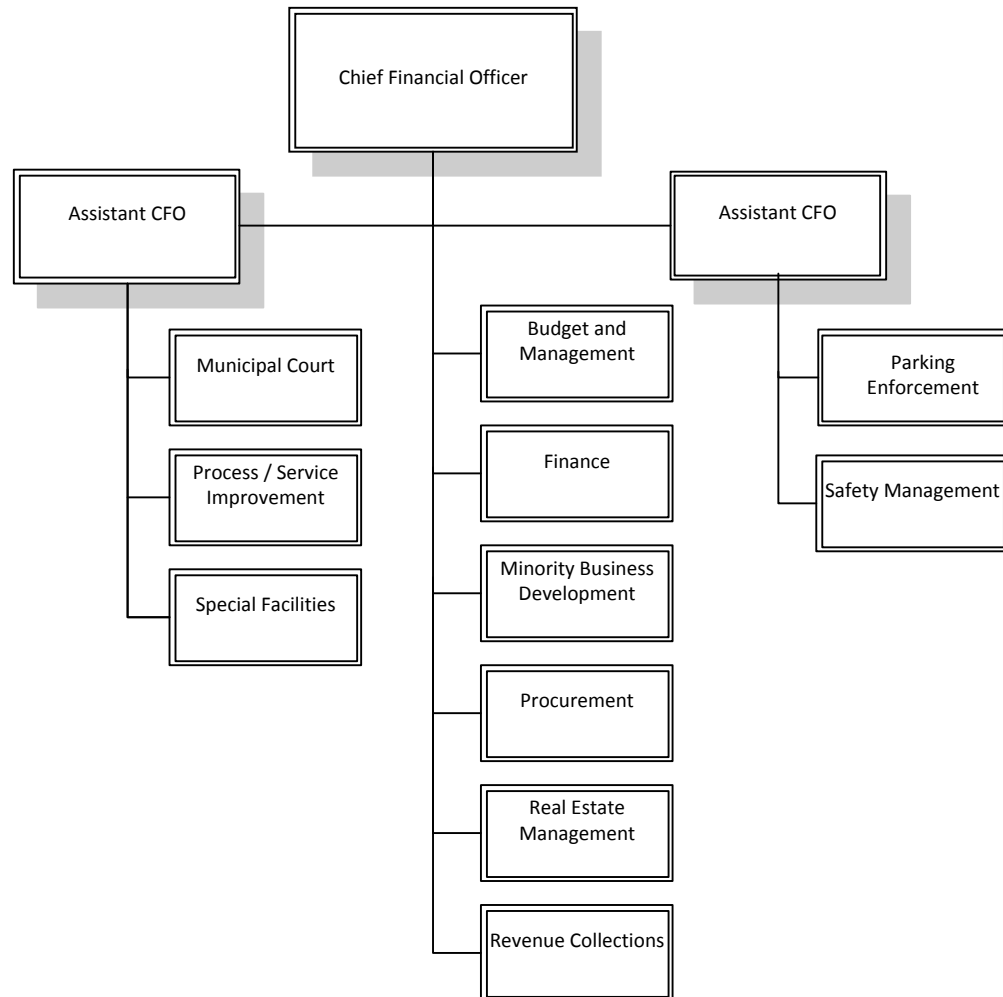 Chief Financial Officer
Assistant CFO
Assistant CFO
Municipal Court
Process / Service
Improvement
Special Facilities
Budget and
Management
Finance
Minority Business
Development
Procurement
Real Estate
Management
Revenue Collections
Parking
Enforcement
Safety Management